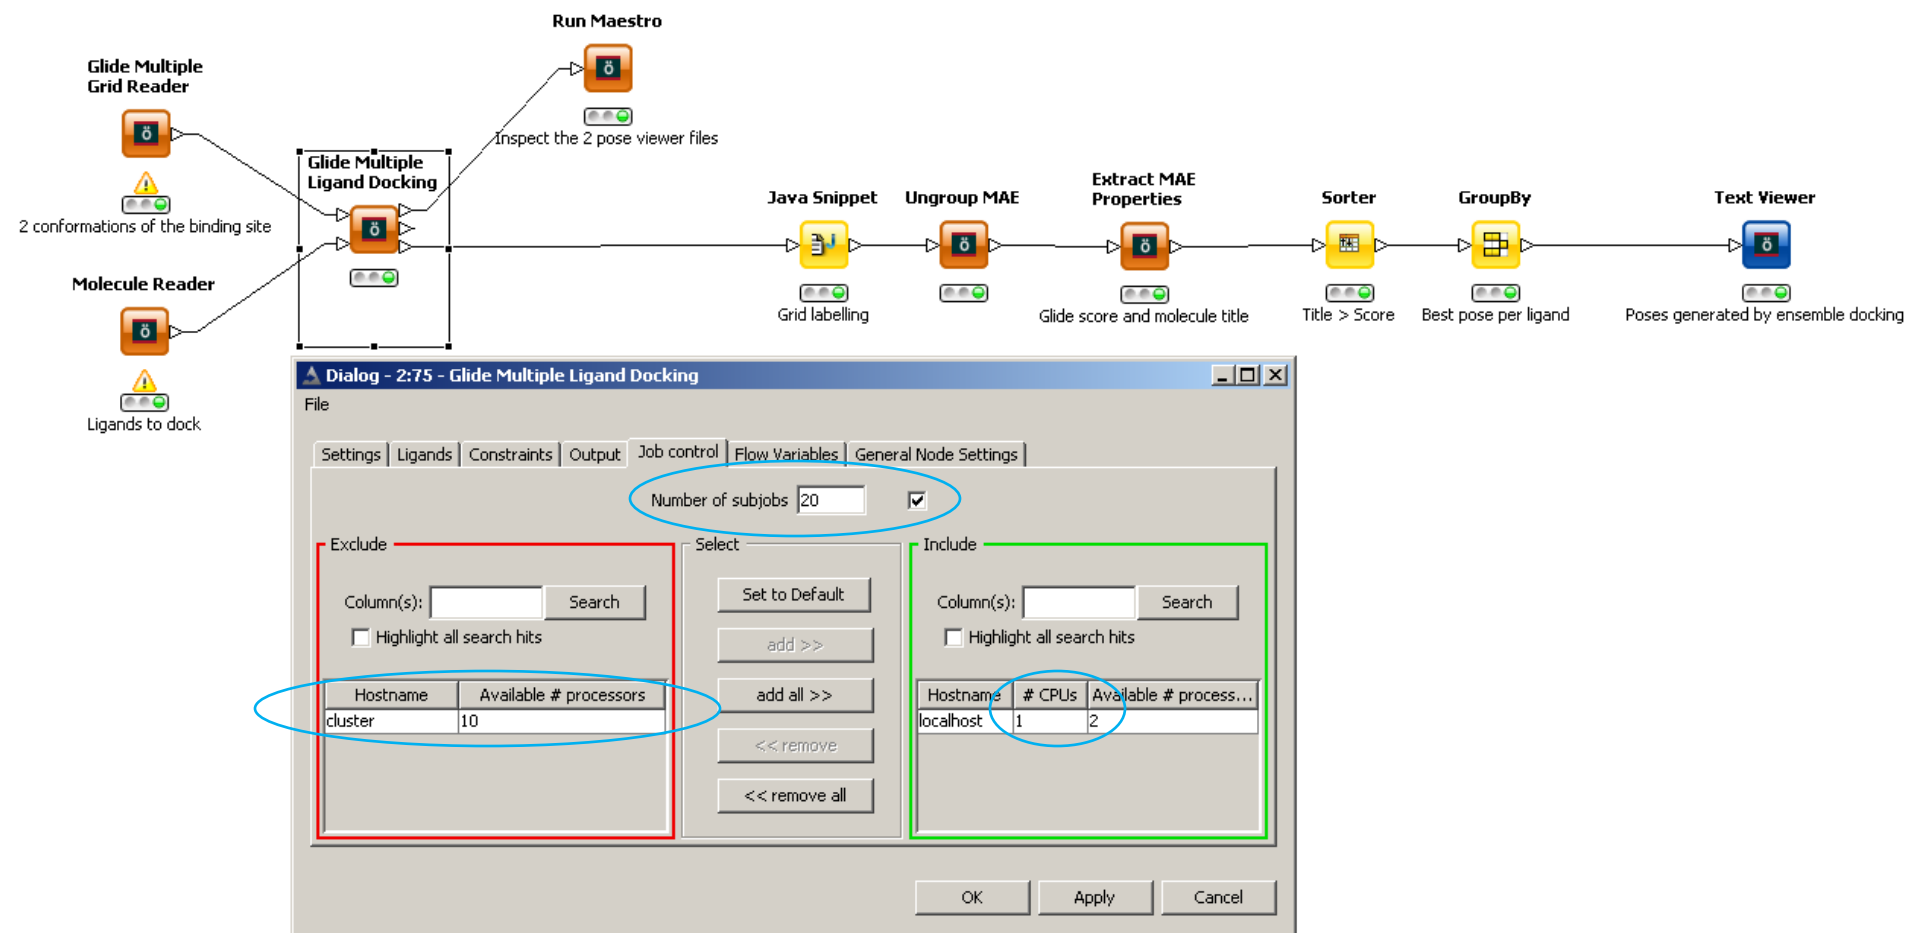 Run Maestro
Inspect the 2 pose viewer files
Glide Multiple
Grid Reader
2 conformations of the binding site
Glide Multiple
Ligand Docking
Molecule Reader
Ligands to dock
Java Snippet
Grid labelling
Ungroup MAE
Extract MAE
Properties
Glide score and molecule title
Sorter
Title > Score
GroupBy
Best pose per ligand
Text Viewer
Poses generated by ensemble docking
Dialog - 2:75 - Glide Multiple Ligand Docking
File
Settings Ligands Constraints Output Job control Flow Variables General Node Settings
Number of subjobs 20
Exclude
Column(s): Search
Highlight all search hits
Hostname Available # processors
cluster 10
Select
Set to Default
add >>
add all >>
<< remove
<< remove all
Include
Column(s): Search
Highlight all search hits
Hostname # CPUs Available # process...
localhost 1 2
OK Apply Cancel